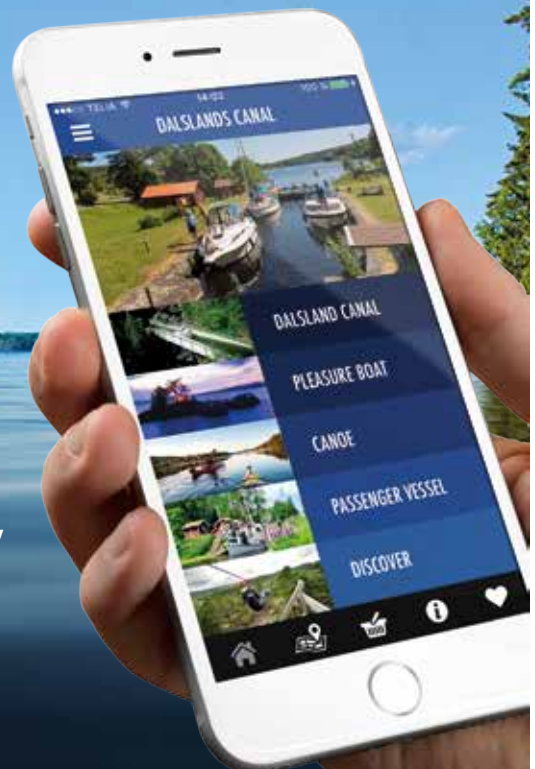 TELIA 14:02 100 %
DALSLANDS CANAL
DALSLAND CANAL
PLEASURE BOAT
CANOE
PASSENGER VESSEL
DISCOVER